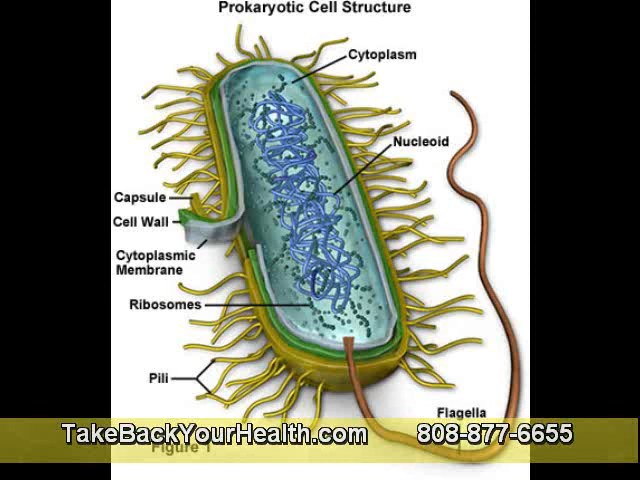 Prokaryotic Cell Structure
Cytoplasm
Nucleoid
Capsule
Cell Wall
Cytoplasmic
Membrane
Ribosomes
Pili
Flagella
TakeBackYourHealth.com 808-877-6655
Figure 1